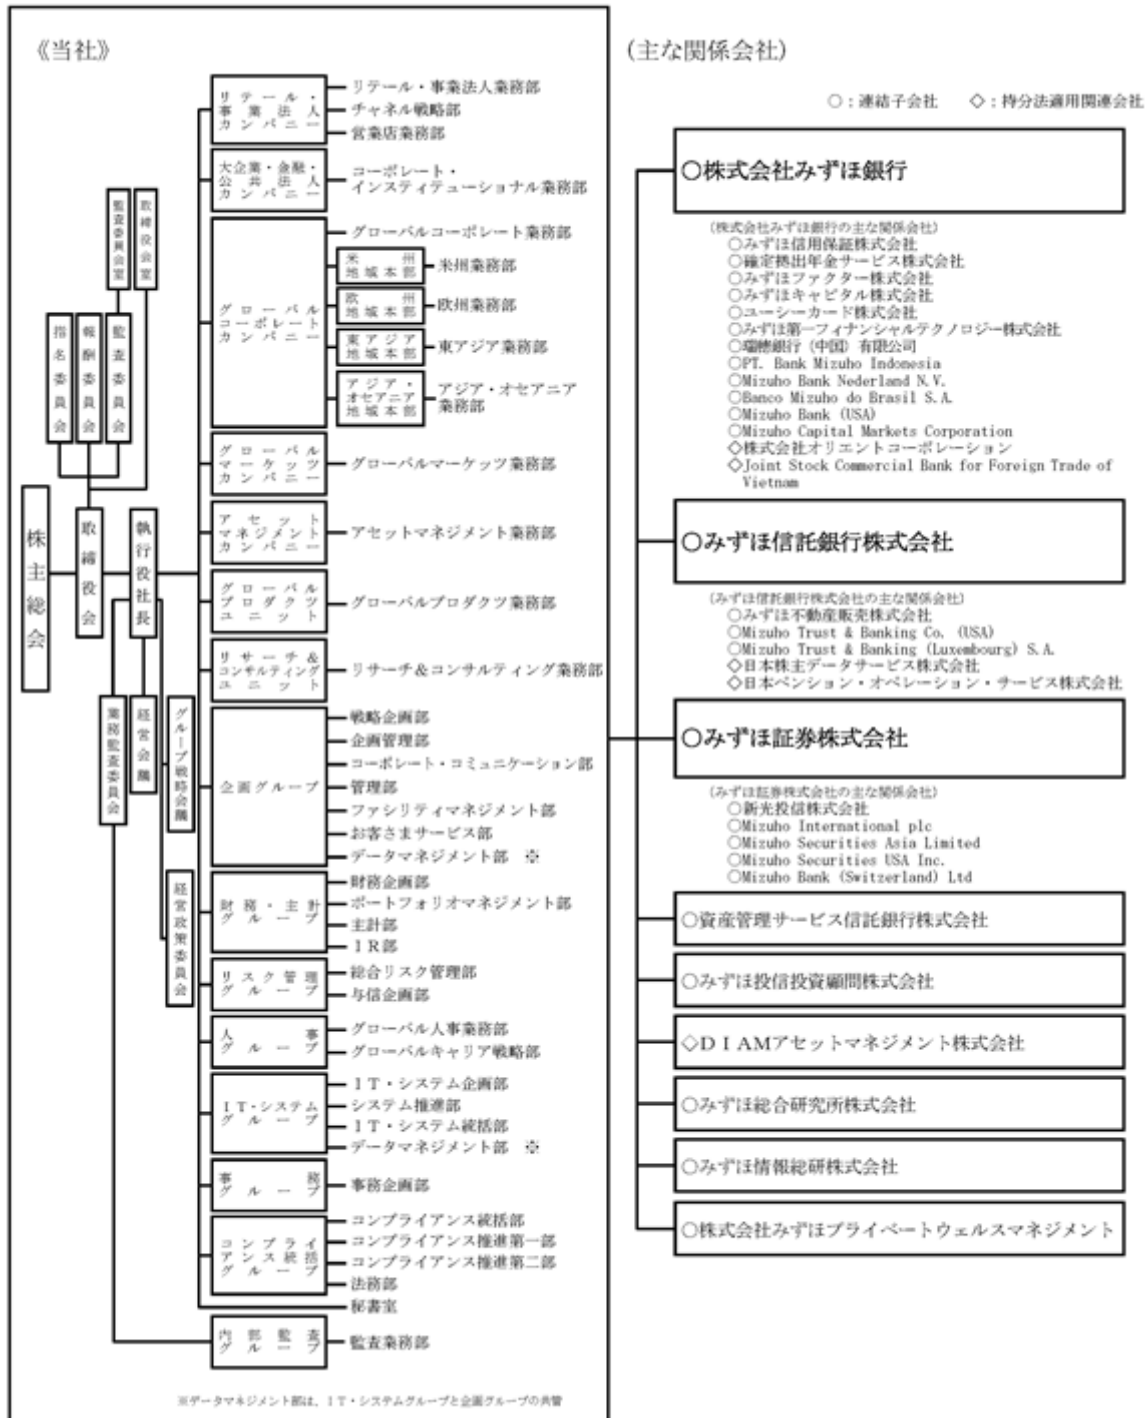 《当社》
株主総会
取締役会
執行役社長
指名委員会
報酬委員会
監査委員会
監査委員会室
取締役会室
業務監査委員会
経営会議
グループ戦略会議
経営政策委員会
リテール・
事業法人
カンパニー
リテール・事業法人業務部
チャネル戦略部
営業店業務部
大企業・金融・
公共法人
カンパニー
コーポレート・
インスティテューショナル業務部
グローバル
コーポレート
カンパニー
グローバルコーポレート業務部
米州
地域本部
米州業務部
欧州
地域本部
欧州業務部
東アジア
地域本部
東アジア業務部
アジア・
オセアニア
地域本部
アジア・オセアニア
業務部
グローバル
マーケッツ
カンパニー
グローバルマーケッツ業務部
アセット
マネジメント
カンパニー
アセットマネジメント業務部
グローバル
プロダクツ
ユニット
グローバルプロダクツ業務部
リサーチ&
コンサルティング
ユニット
リサーチ&コンサルティング業務部
企画グループ
戦略企画部
企画管理部
コーポレート・コミュニケーション部
管理部
ファシリティマネジメント部
お客さまサービス部
データマネジメント部 ※
財務・主計
グループ
財務企画部
ポートフォリオマネジメント部
主計部
IR部
リスク管理
グループ
総合リスク管理部
与信企画部
人事
グループ
グローバル人事業務部
グローバルキャリア戦略部
IT・システム
グループ
IT・システム企画部
システム推進部
IT・システム統括部
データマネジメント部 ※
事務
グループ
事務企画部
コンプライ
アンス統括
グループ
コンプライアンス統括部
コンプライアンス推進第一部
コンプライアンス推進第二部
法務部
秘書室
内部監査
グループ
監査業務部
※データマネジメント部は、IT・システムグループと企画グループの共管
(主な関係会社)
○:連結子会社 ◇:持分法適用関連会社
○株式会社みずほ銀行
(株式会社みずほ銀行の主な関係会社)
○みずほ信用保証株式会社
○確定拠出年金サービス株式会社
○みずほファクター株式会社
○みずほキャピタル株式会社
○ユーシーカード株式会社
○みずほ第一フィナンシャルテクノロジー株式会社
○瑞穂銀行(中国)有限公司
○PT. Bank Mizuho Indonesia
○Mizuho Bank Nederland N.V.
○Banco Mizuho do Brasil S.A.
○Mizuho Bank (USA)
○Mizuho Capital Markets Corporation
◇株式会社オリエントコーポレーション
◇Joint Stock Commercial Bank for Foreign Trade of
Vietnam
○みずほ信託銀行株式会社
(みずほ信託銀行株式会社の主な関係会社)
○みずほ不動産販売株式会社
○Mizuho Trust & Banking Co. (USA)
○Mizuho Trust & Banking (Luxembourg) S.A.
◇日本株主データサービス株式会社
◇日本ペンション・オペレーション・サービス株式会社
○みずほ証券株式会社
(みずほ証券株式会社の主な関係会社)
○新光投信株式会社
○Mizuho International plc
○Mizuho Securities Asia Limited
○Mizuho Securities USA Inc.
○Mizuho Bank (Switzerland) Ltd
○資産管理サービス信託銀行株式会社
○みずほ投信投資顧問株式会社
◇DIAMアセットマネジメント株式会社
○みずほ総合研究所株式会社
○みずほ情報総研株式会社
○株式会社みずほプライベートウェルスマネジメント